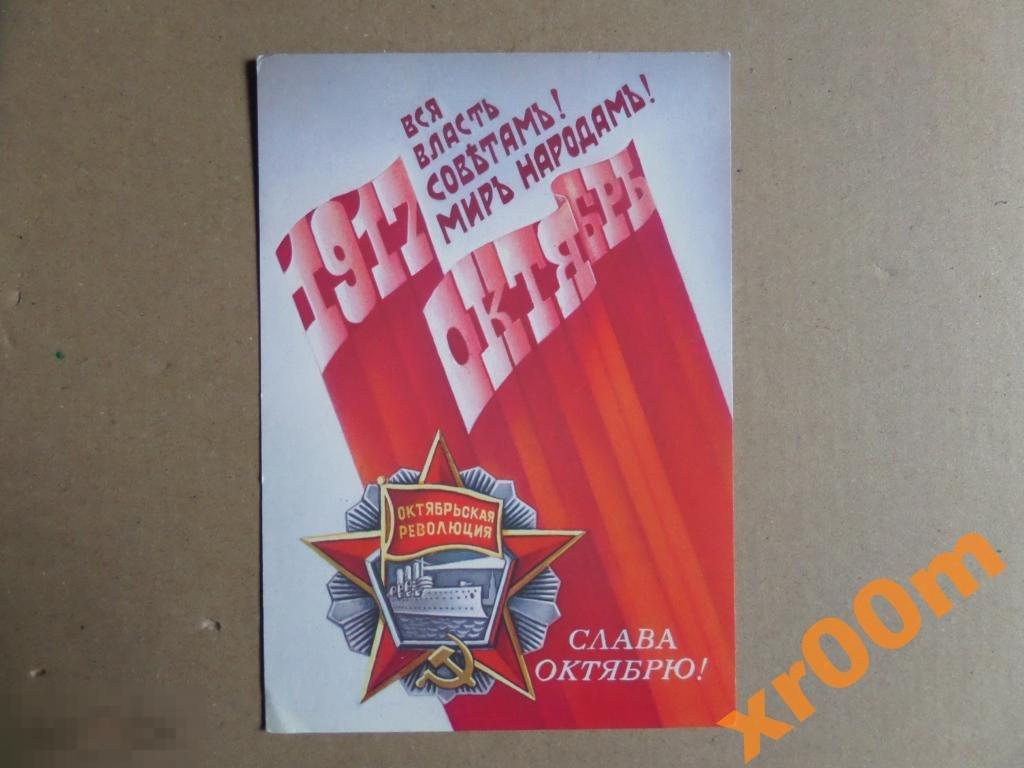 ВСЯ
ВЛАСТЬ
СОВѢТАМЪ!
МИРЪ НАРОДАМЪ!
1917
ОКТЯБРЬ
ОКТЯБРЬСКАЯ
РЕВОЛЮЦИЯ
СЛАВА
ОКТЯБРЮ!
xr00m